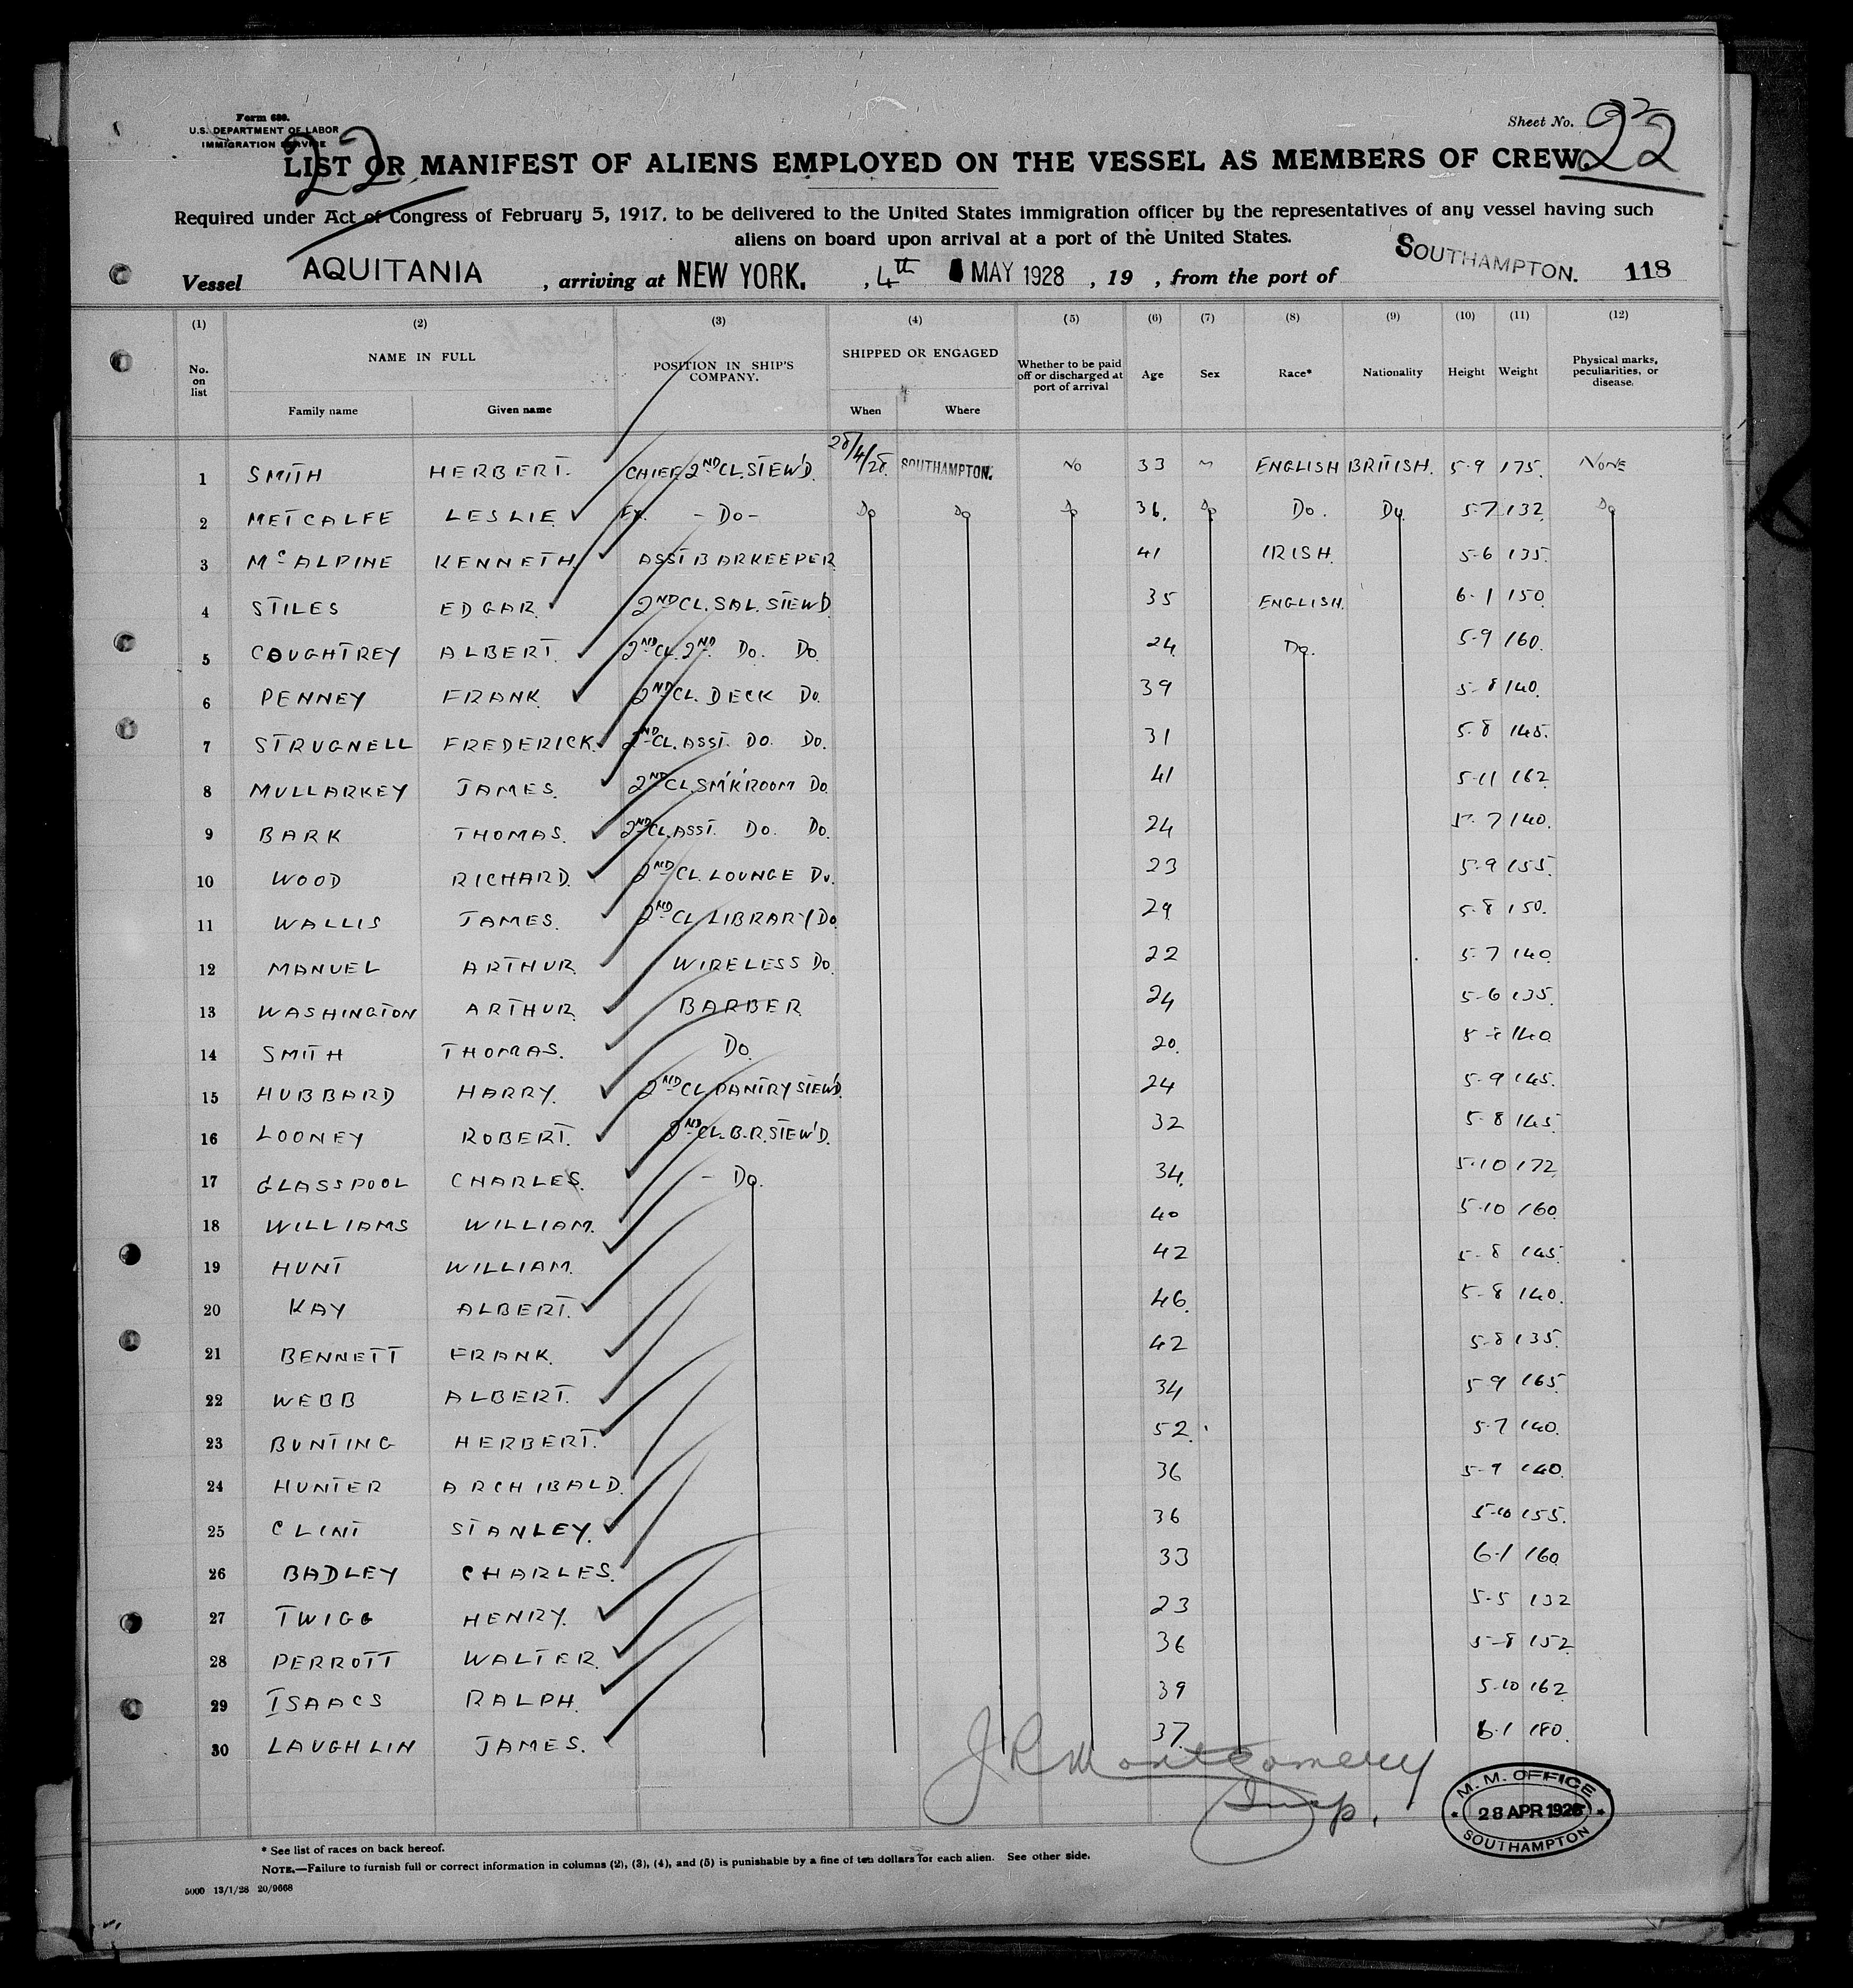 Form 680.
U.S. DEPARTMENT OF LABOR
IMMIGRATION SERVICE
22
Sheet No. 22
LIST OR MANIFEST OF ALIENS EMPLOYED ON THE VESSEL AS MEMBERS OF CREW.
Required under Act of Congress of February 5, 1917, to be delivered to the United States immigration officer by the representatives of any vessel having such
aliens on board upon arrival at a port of the United States.
Vessel AQUITANIA, arriving at NEW YORK., 4th MAY 1928, 19 , from the port of SOUTHAMPTON. 118
(1) (2) (3) (4) (5) (6) (7) (8) (9) (10) (11) (12)
No. on list NAME IN FULL Family name Given name POSITION IN SHIP'S COMPANY. SHIPPED OR ENGAGED When Where Whether to be paid off or discharged at port of arrival Age Sex Race* Nationality Height Weight Physical marks, peculiarities, or disease.
1 SMITH HERBERT. CHIEF 2ND CL. STEW'D. 28/4/28 SOUTHAMPTON. No 33 M ENGLISH BRITISH. 5-9 175. NONE
2 METCALFE LESLIE Ex. - Do - Do Do Do 36. Do Do. Do. 5-7 132. Do
3 McALPINE KENNETH ASST BARKEEPER 41 IRISH. 5-6 135.
4 STILES EDGAR. 2ND CL. SAL. STEW'D 35 ENGLISH. 6-1 150.
5 COUGHTREY ALBERT. 2ND CL. 2ND Do. Do. 24. Do. 5-9 160.
6 PENNEY FRANK. 2ND CL. DECK Do. 39 5-8 140.
7 STRUGNELL FREDERICK. 2ND CL. ASST. DO. Do. 31 5-8 145.
8 MULLARKEY JAMES. 2ND CL. SM'K'ROOM Do. 41 5-11 162.
9 BARK THOMAS. 2ND CL. ASST. Do. Do. 24 5-7 140.
10 WOOD RICHARD. 2ND CL. LOUNGE Do. 23 5-9 155.
11 WALLIS JAMES. 2ND CL. LIBRARY Do. 29 5-8 150.
12 MANUEL ARTHUR WIRELESS Do. 22 5-7 140.
13 WASHINGTON ARTHUR. BARBER 24 5-6 135.
14 SMITH THOMAS. Do. 20. 140.
15 HUBBARD HARRY. 2ND CL. PANTRY STEW'D. 24 5-9 145.
16 LOONEY ROBERT. 2ND CL. B.R. STEW'D. 32 5-8 145.
17 GLASSPOOL CHARLES. - Do. 34. 5-10 172
18 WILLIAMS WILLIAM. 40 5-10 160.
19 HUNT WILLIAM. 42 5-8 145.
20 KAY ALBERT. 46. 5-8 140.
21 BENNETT FRANK. 42 5-8 135.
22 WEBB ALBERT. 34 5-9 165.
23 BUNTING HERBERT. 52. 5-7 140.
24 HUNTER ARCHIBALD. 36 5-9 140.
25 CLINT STANLEY. 36 5-10 155.
26 BADLEY CHARLES. 33 6-1 160.
27 TWIGG HENRY. 23 5-5 132
28 PERROTT WALTER. 36 5-8 152
29 ISAACS RALPH. 39 5-10 162
30 LAUGHLIN JAMES. 37. 6-1 180.
J R Montgomery
Insp.
M. M. OFFICE
28 APR 1928
SOUTHAMPTON
* See list of races on back hereof.
NOTE.—Failure to furnish full or correct information in columns (2), (3), (4), and (5) is punishable by a fine of ten dollars for each alien. See other side.
5000 13/1/28 20/9668